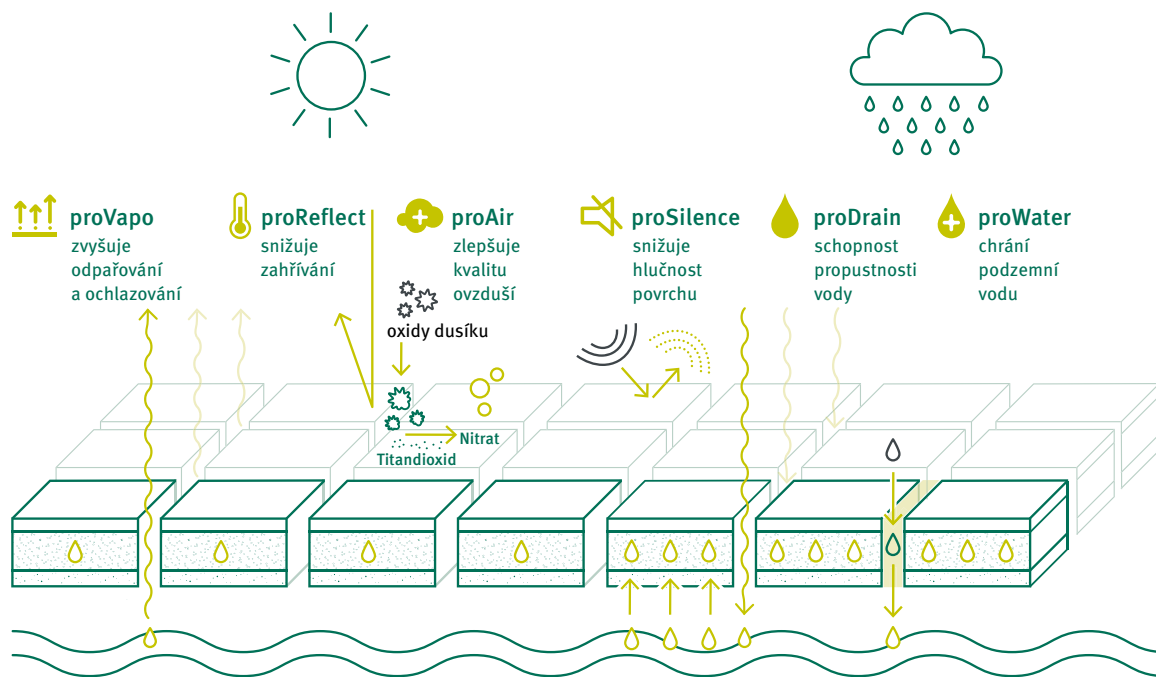 proVapo
zvyšuje
odpařování
a ochlazování
proReflect
snižuje
zahřívání
proAir
zlepšuje
kvalitu
ovzduší
oxidy dusíku
Nitrat
Titandioxid
proSilence
snižuje
hlučnost
povrchu
proDrain
schopnost
propustnosti
vody
proWater
chrání
podzemní
vodu